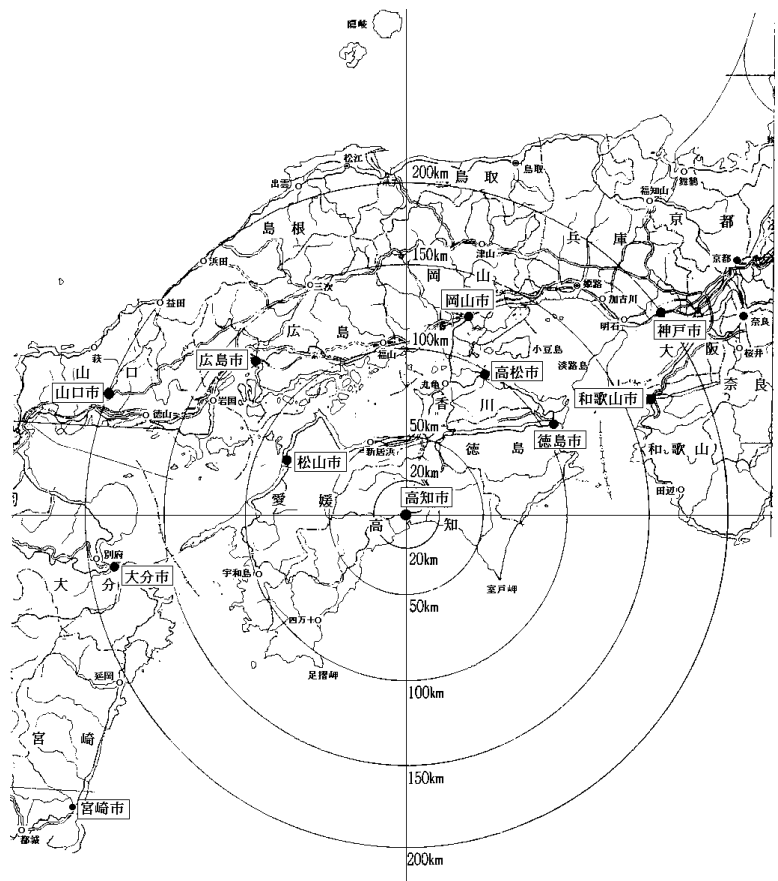 隠岐
松江
出雲
200km
鳥取
鳥取
舞鶴
福知山
京都
島根
兵庫
浜田
150km
津山
京都
岡山
三次
姫路
益田
加古川
岡山市
明石
神戸市
奈良
広島
100km
小豆島
大阪
萩
広島市
福山
淡路島
桜井
山口
高松市
山口市
丸亀
和歌山市
奈良
岩国
香川
徳山
50km
徳島市
新居浜
徳島
和歌山
松山市
20km
田辺
愛媛
高知市
高知
別府
20km
大分市
宇和島
大分
室戸岬
50km
四万十
足摺岬
延岡
100km
宮崎
150km
宮崎市
都城
200km